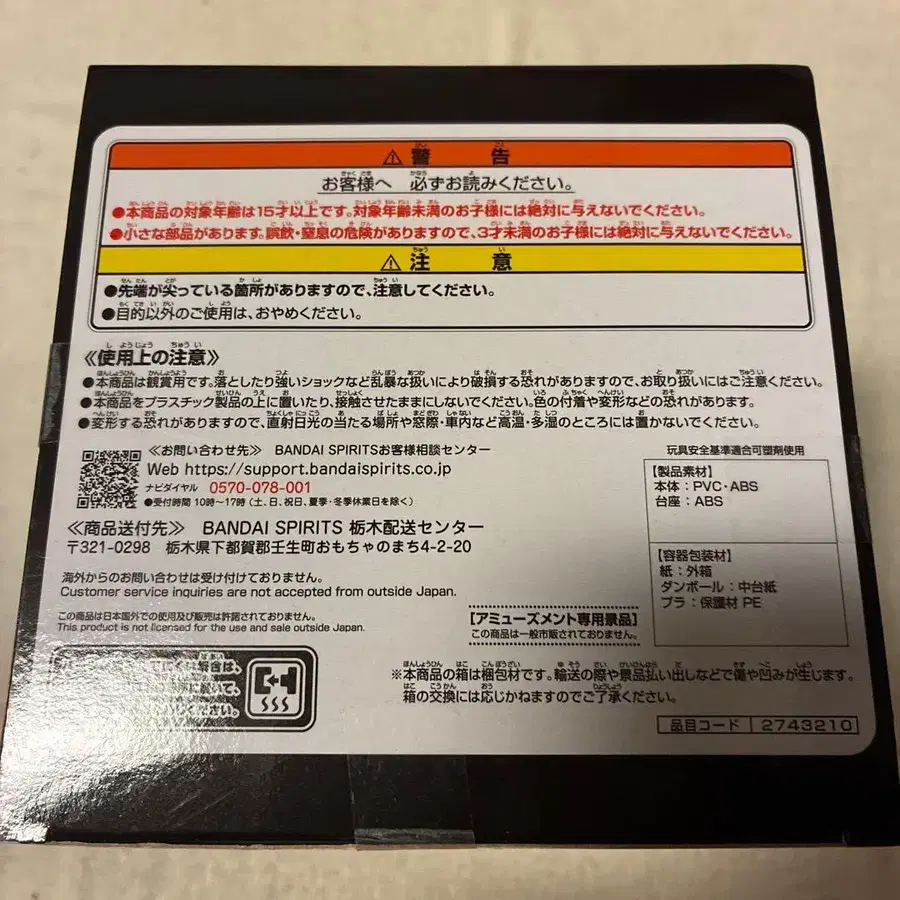 ⚠警告
お客様へ 必ずお読みください。
●本商品の対象年齢は15才以上です。対象年齢未満のお子様には絶対に与えないでください。
●小さな部品があります。誤飲・窒息の危険がありますので、3才未満のお子様には絶対に与えないでください。
⚠注意
●先端が尖っている箇所がありますので、注意してください。
●目的以外のご使用は、おやめください。
《使用上の注意》
●本商品は観賞用です。落としたり強いショックなど乱暴な扱いにより破損する恐れがありますので、お取り扱いにはご注意ください。
●本商品をプラスチック製品の上に置いたり、接触させたままにしないでください。色の付着や変形などの恐れがあります。
●変形する恐れがありますので、直射日光の当たる場所や窓際・車内など高温・多湿のところには置かないでください。
≪お問い合わせ先≫ BANDAI SPIRITSお客様相談センター
Web https://support.bandaispirits.co.jp
ナビダイヤル 0570-078-001
●受付時間 10時~17時(土、日、祝日、夏季・冬季休業日を除く)
≪商品送付先≫ BANDAI SPIRITS 栃木配送センター
〒321-0298 栃木県下都賀郡壬生町おもちゃのまち4-2-20
海外からのお問い合わせは受け付けておりません。
Customer service inquiries are not accepted from outside Japan.
この商品は日本国外での使用及び販売は許諾されておりません。
This product is not licensed for the use and sale outside Japan.
玩具安全基準適合可塑剤使用
【製品素材】
本体:PVC・ABS
台座:ABS
【容器包装材】
紙:外箱
ダンボール:中台紙
プラ:保護材 PE
【アミューズメント専用景品】
この商品は一般市販されておりません。
にくい場合は、
いて、
ください。
※本商品の箱は梱包材です。輸送の際や景品払い出しなどで傷や凹みが生じます。
箱の交換には応じかねますのでご了承ください。
品目コード 2743210